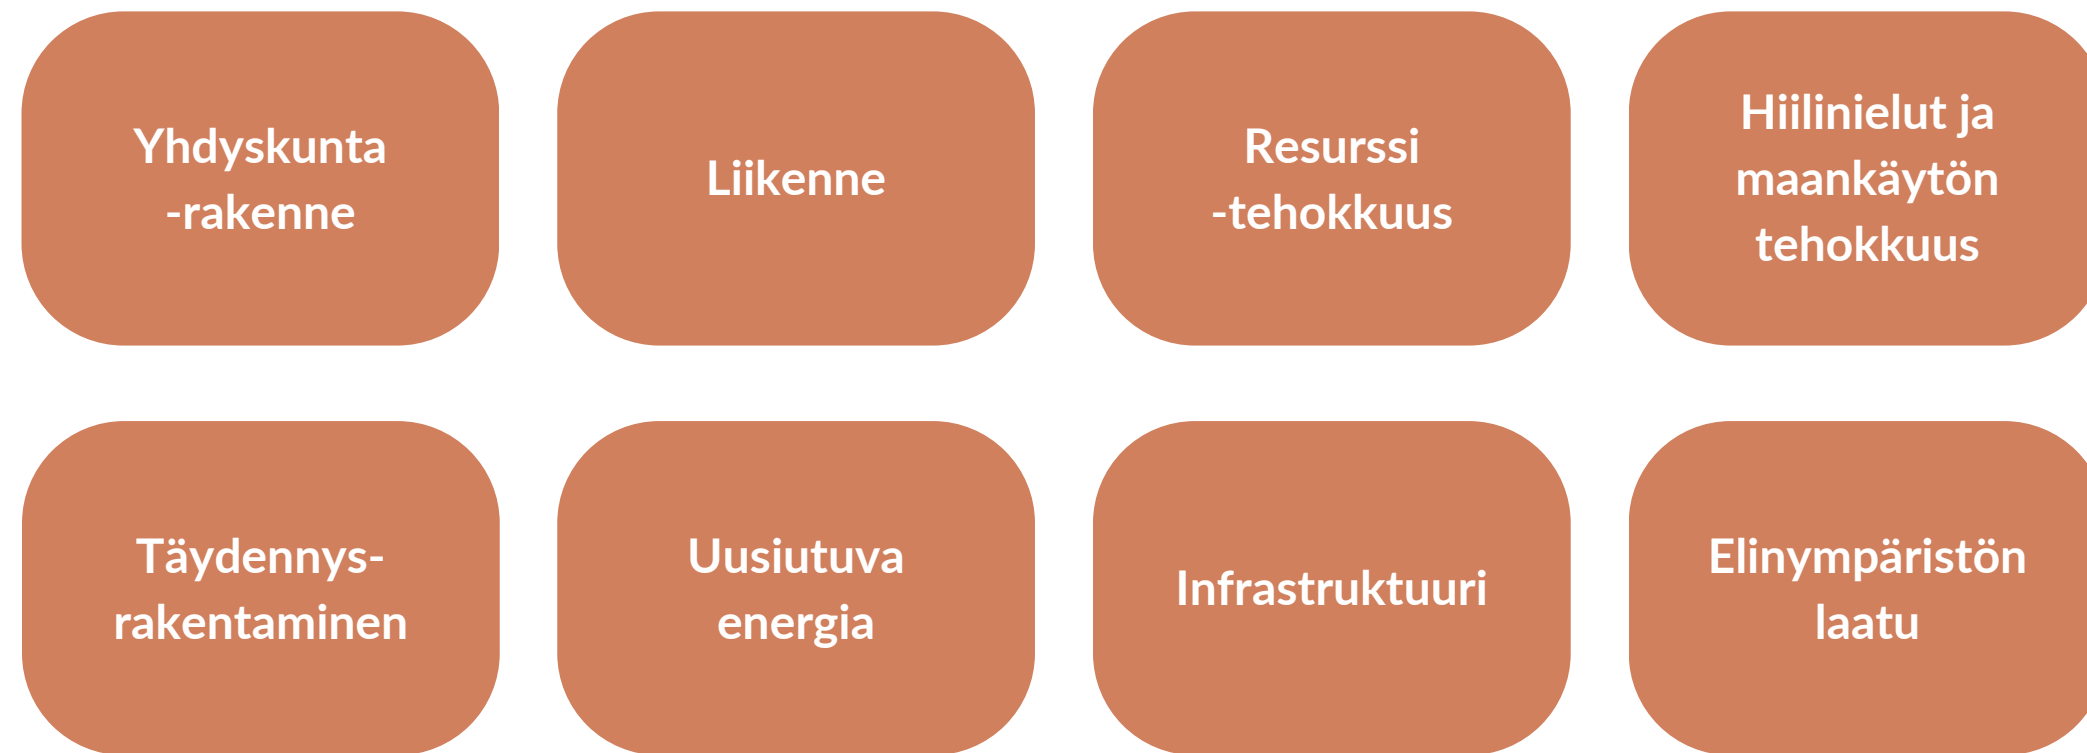 Yhdyskunta
-rakenne
Liikenne
Resurssi
-tehokkuus
Hiilinielut ja
maankäytön
tehokkuus
Täydennys-
rakentaminen
Uusiutuva
energia
Infrastruktuuri
Elinympäristön
laatu